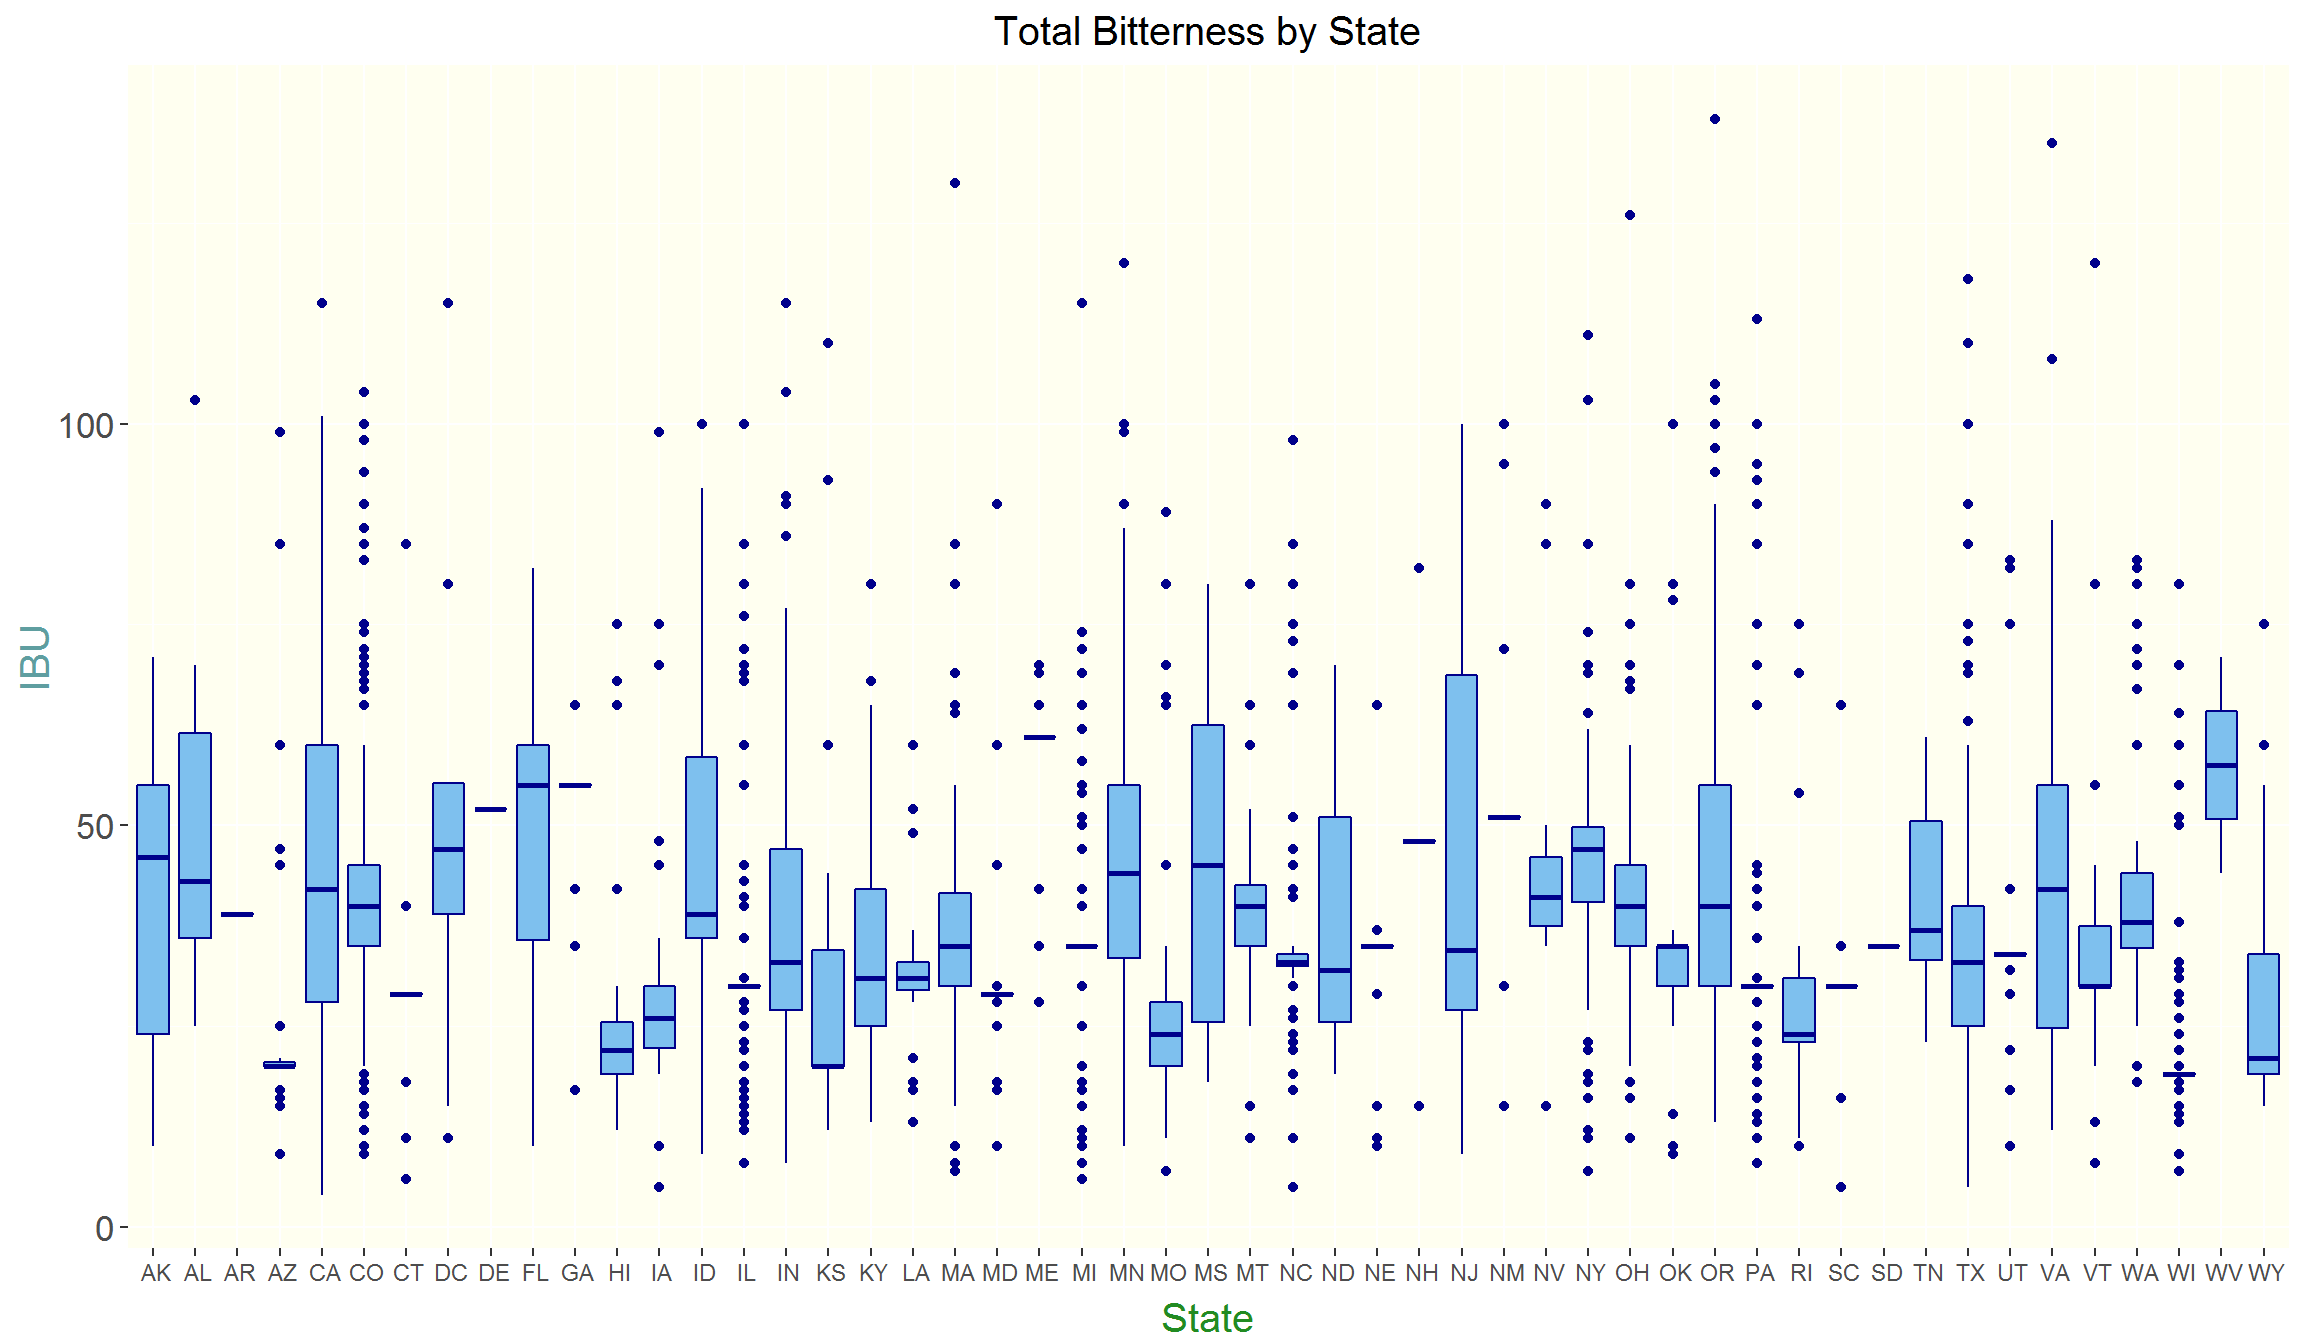 Total Bitterness by State
IBU
100
50
0
AK AL AR AZ CA CO CT DC DE FL GA HI IA ID IL IN KS KY LA MA MD ME MI MN MO MS MT NC ND NE NH NJ NM NV NY OH OK OR PA RI SC SD TN TX UT VA VT WA WI WV WY
State